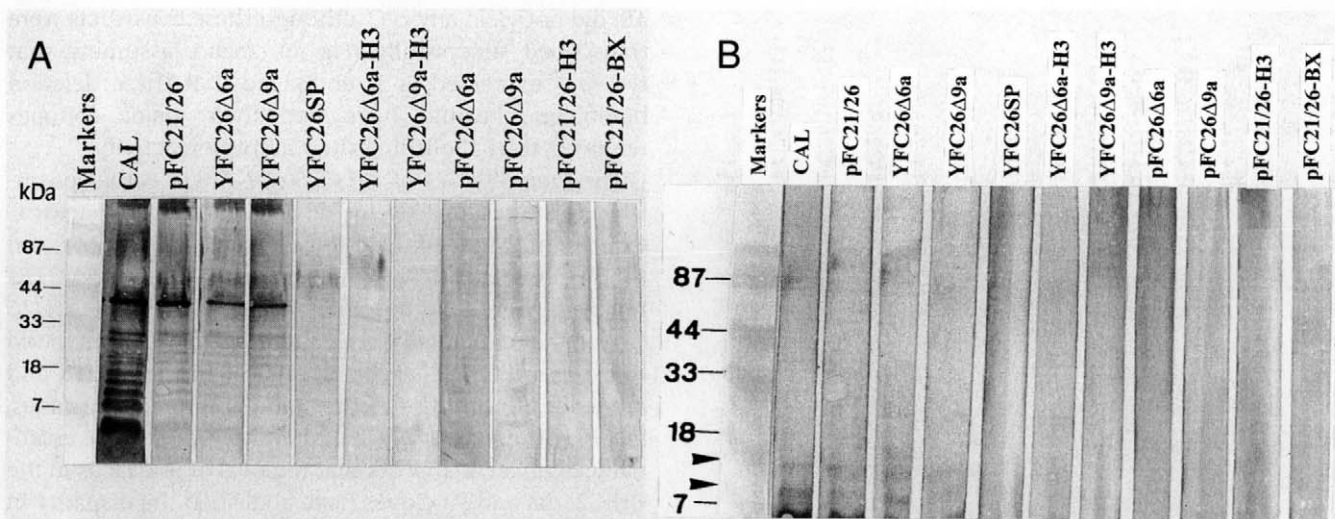 A
Markers
CAL
pFC21/26
YFC26Δ6a
YFC26Δ9a
YFC26SP
YFC26Δ6a-H3
YFC26Δ9a-H3
pFC26Δ6a
pFC26Δ9a
pFC21/26-H3
pFC21/26-BX
kDa
87
44
33
18
7
B
Markers
CAL
pFC21/26
YFC26Δ6a
YFC26Δ9a
YFC26SP
YFC26Δ6a-H3
YFC26Δ9a-H3
pFC26Δ6a
pFC26Δ9a
pFC21/26-H3
pFC21/26-BX
87
44
33
18
7